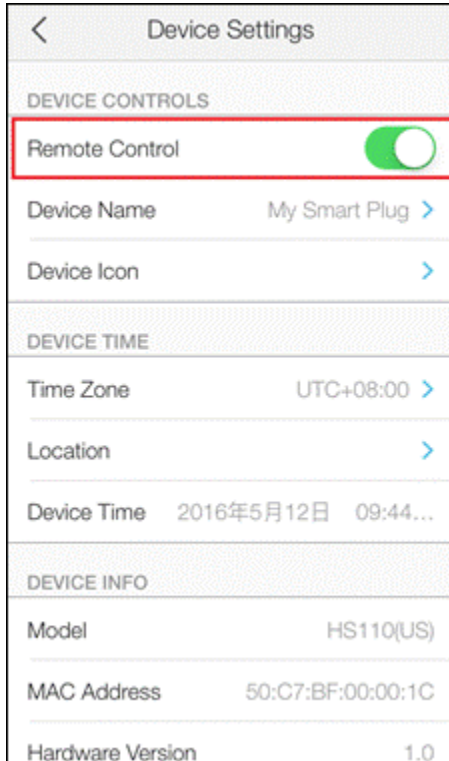 Device Settings
DEVICE CONTROLS
Remote Control
Device Name My Smart Plug
Device Icon
DEVICE TIME
Time Zone UTC+08:00
Location
Device Time 2016年5月12日 09:44...
DEVICE INFO
Model HS110(US)
MAC Address 50:C7:BF:00:00:1C
Hardware Version 1.0